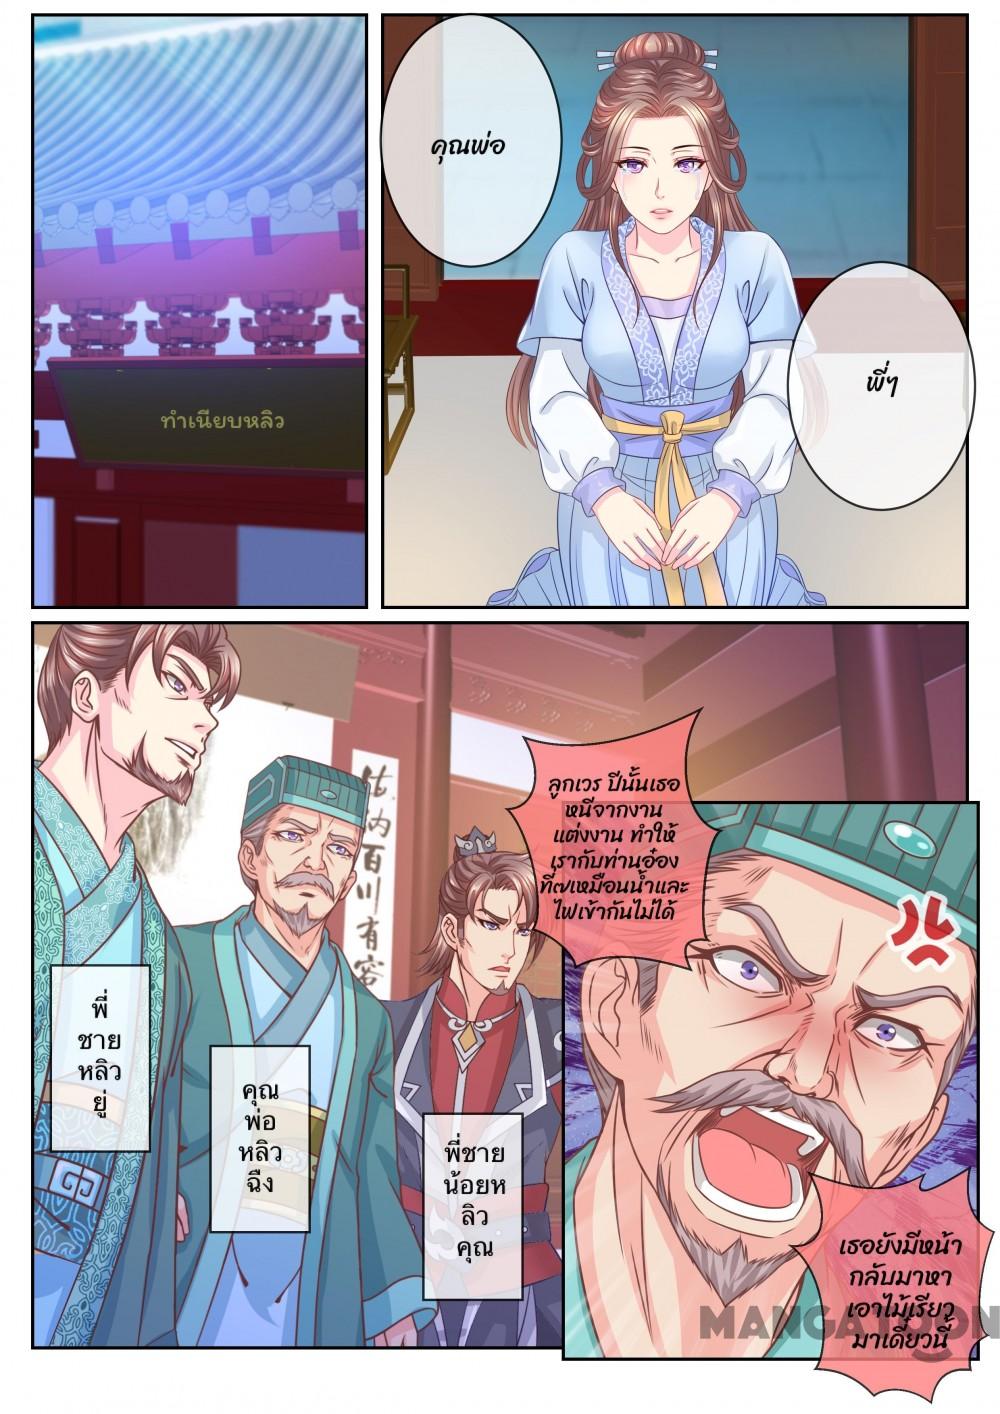 คุณพ่อ
พี่ๆ
ทำเนียบหลิว
佑纳百川有容
ลูกเวร ปีนั้นเธอ
หนีจากงาน
แต่งงาน ทำให้
เรากับท่านอ๋อง
ที่๗เหมือนน้ำและ
ไฟเข้ากันไม่ได้
พี่
ชาย
หลิว
ยู่
คุณ
พ่อ
หลิว
ฉีง
พี่ชาย
น้อยห
ลิว
คุณ
เธอยังมีหน้า
กลับมาหา
เอาไม้เรียว
มาเดี๋ยวนี้
MANGATOON